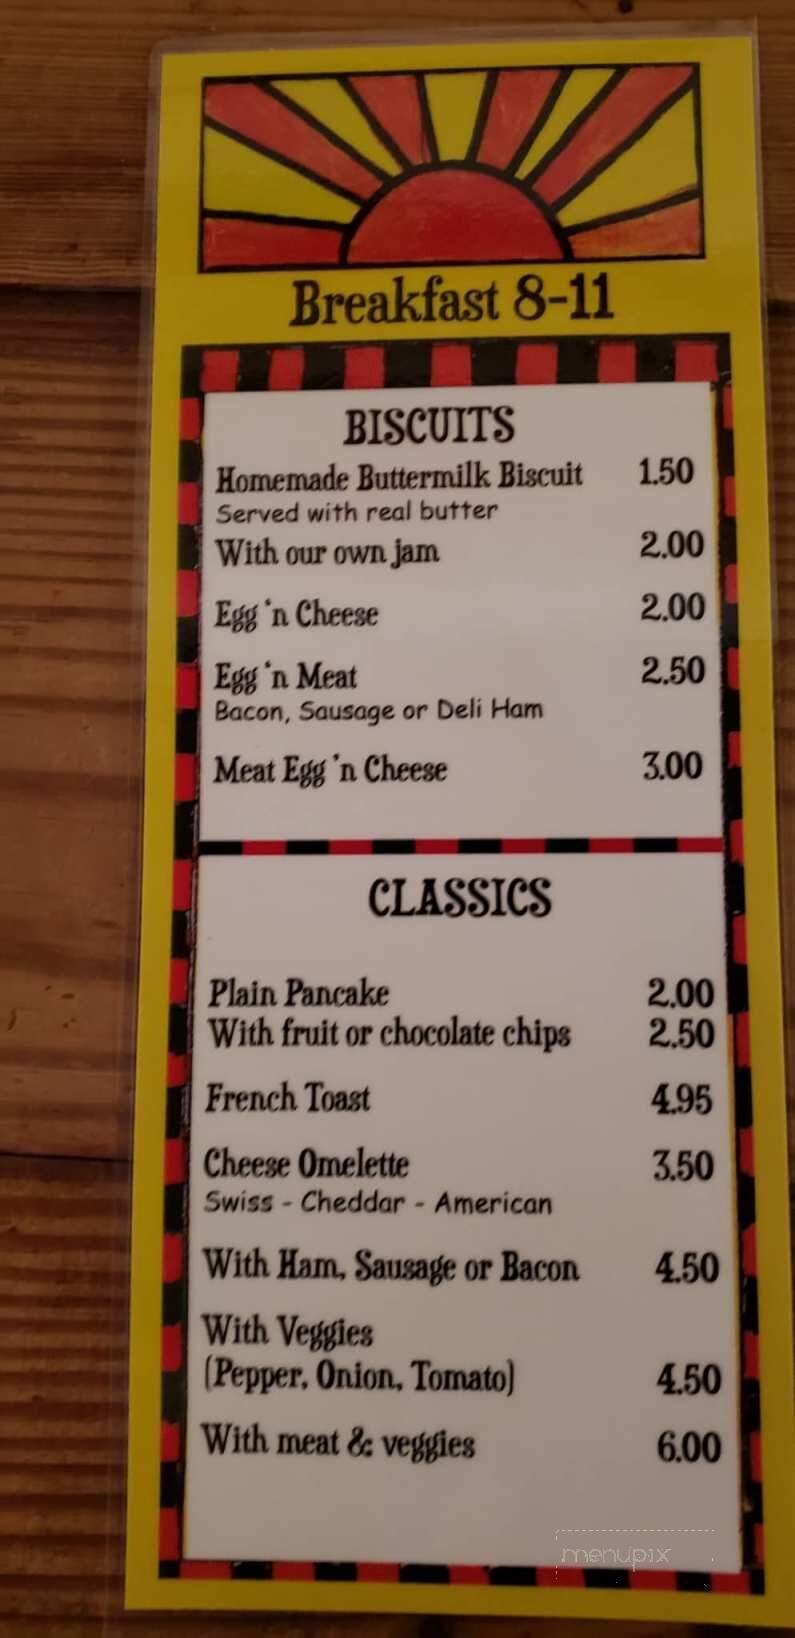 Breakfast 8-11
BISCUITS
Homemade Buttermilk Biscuit 1.50
Served with real butter
With our own jam 2.00
Egg 'n Cheese 2.00
Egg 'n Meat 2.50
Bacon, Sausage or Deli Ham
Meat Egg 'n Cheese 3.00
CLASSICS
Plain Pancake 2.00
With fruit or chocolate chips 2.50
French Toast 4.95
Cheese Omelette 3.50
Swiss - Cheddar - American
With Ham, Sausage or Bacon 4.50
With Veggies
(Pepper, Onion, Tomato) 4.50
With meat & veggies 6.00
menupix